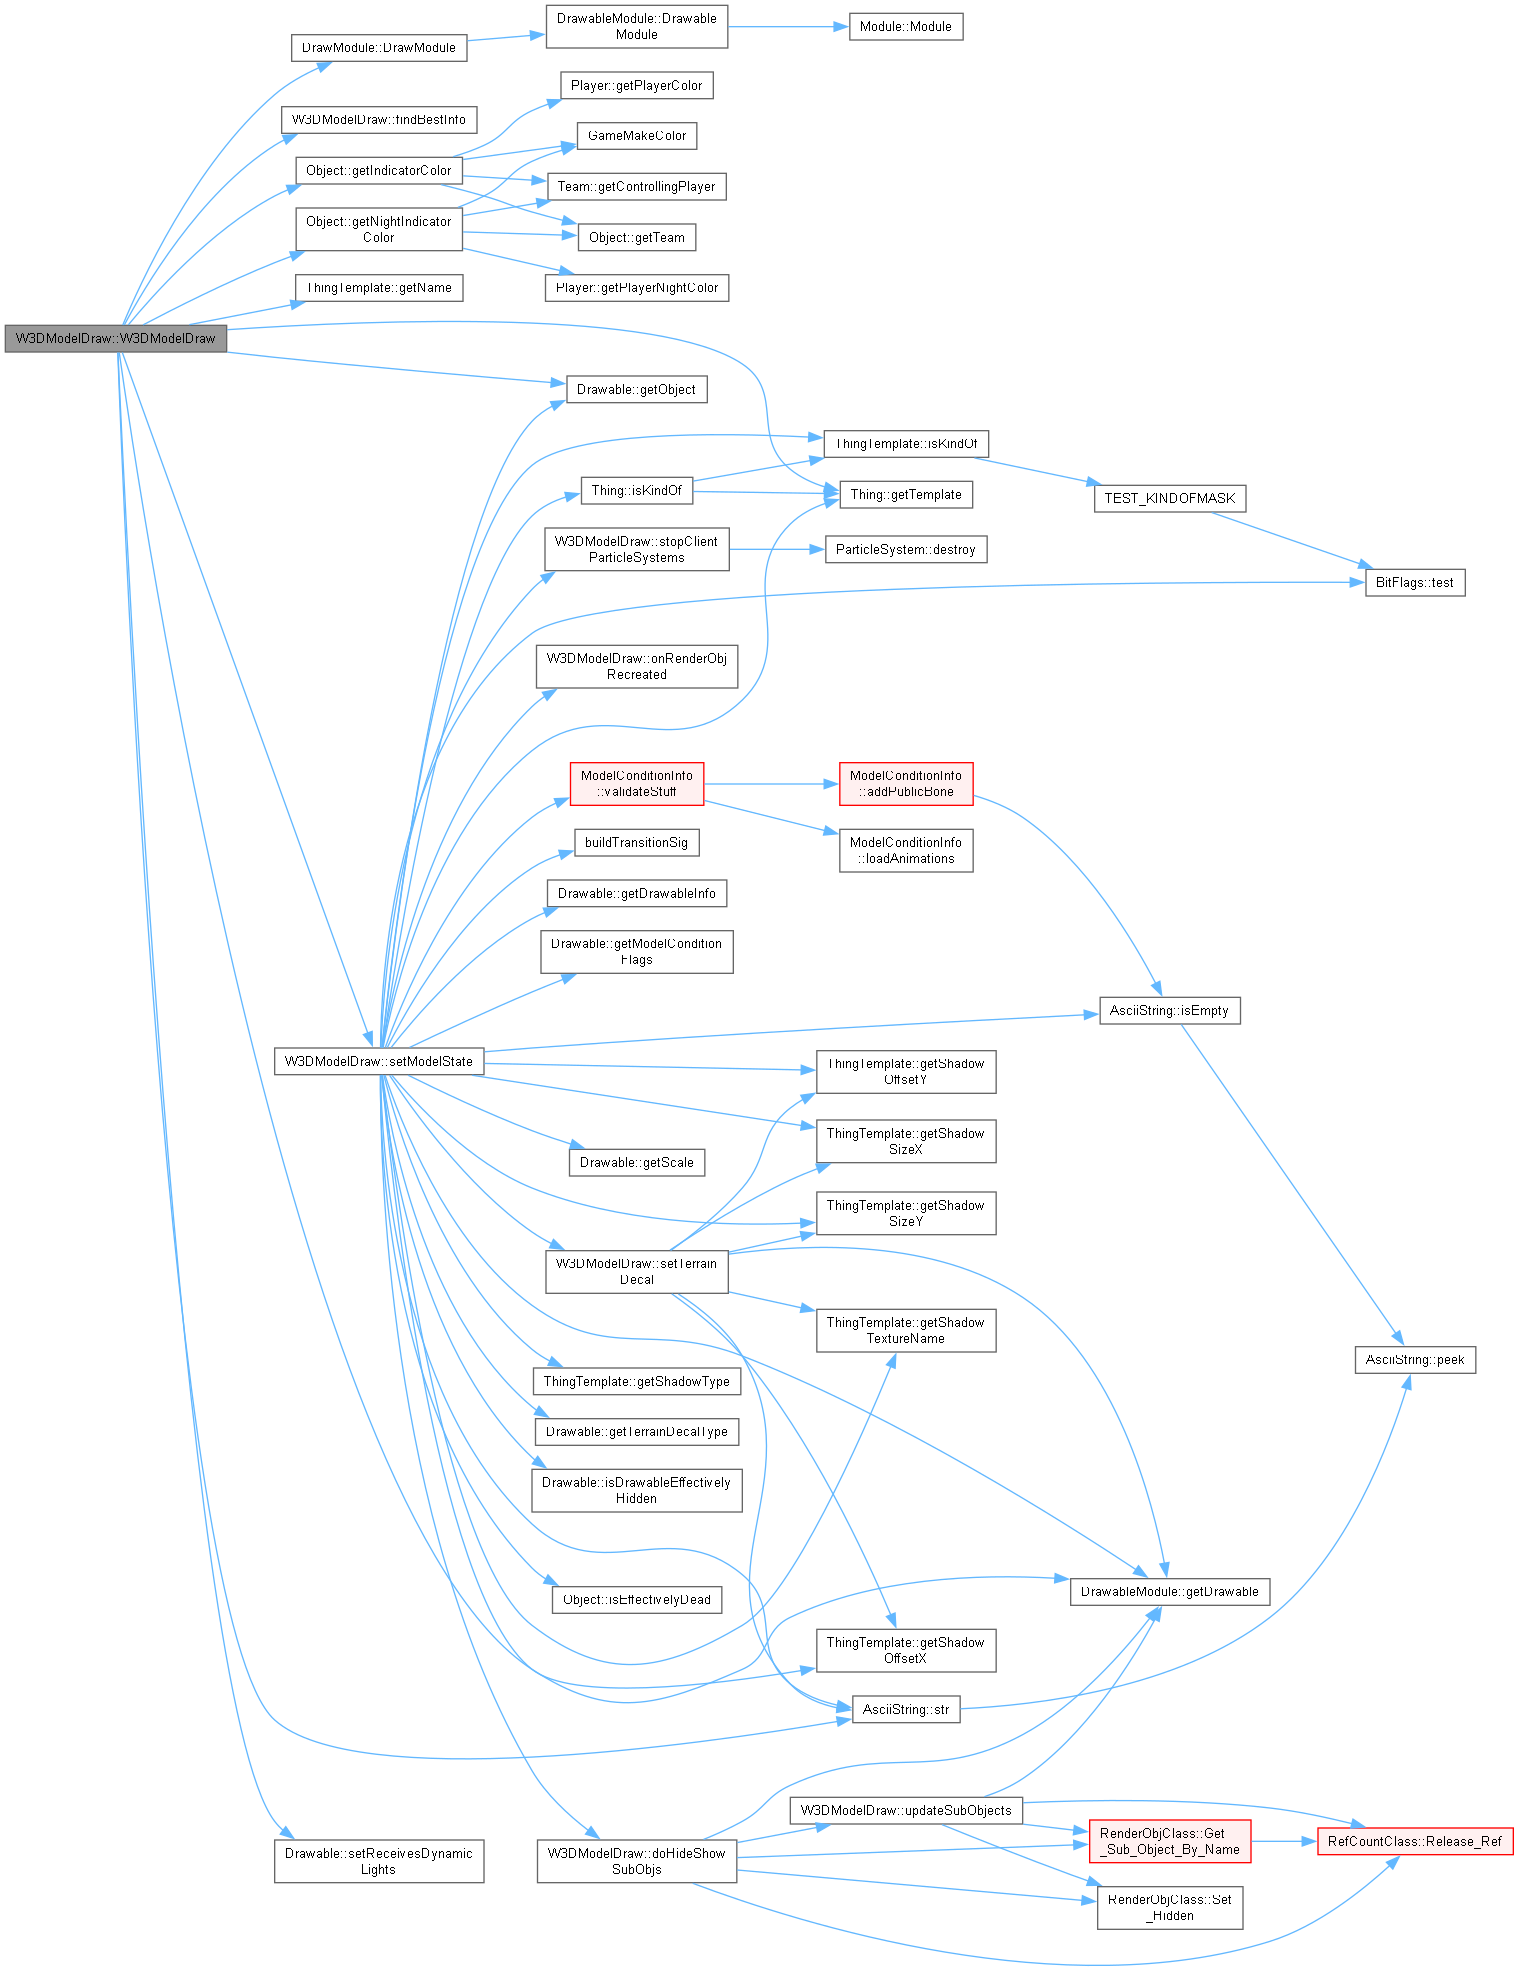 DrawableModule::Drawable
Module
Module::Module
DrawModule::DrawModule
Player::getPlayerColor
W3DModelDraw::findBestInfo
GameMakeColor
Object::getIndicatorColor
Team::getControllingPlayer
Object::getNightIndicator
Color
Object::getTeam
ThingTemplate::getName
Player::getPlayerNightColor
W3DModelDraw::W3DModelDraw
Drawable::getObject
ThingTemplate::isKindOf
Thing::isKindOf
Thing::getTemplate
TEST_KINDOFMASK
W3DModelDraw::stopClient
ParticleSystems
ParticleSystem::destroy
BitFlags::test
W3DModelDraw::onRenderObj
Recreated
ModelConditionInfo
::validateStuff
ModelConditionInfo
::addPublicBone
buildTransitionSig
ModelConditionInfo
::loadAnimations
Drawable::getDrawableInfo
Drawable::getModelCondition
Flags
AsciiString::isEmpty
W3DModelDraw::setModelState
ThingTemplate::getShadow
OffsetY
ThingTemplate::getShadow
SizeX
Drawable::getScale
ThingTemplate::getShadow
SizeY
W3DModelDraw::setTerrain
Decal
ThingTemplate::getShadow
TextureName
AsciiString::peek
ThingTemplate::getShadowType
Drawable::getTerrainDecalType
Drawable::isDrawableEffectively
Hidden
DrawableModule::getDrawable
Object::isEffectivelyDead
ThingTemplate::getShadow
OffsetX
AsciiString::str
W3DModelDraw::updateSubObjects
RenderObjClass::Get
_Sub_Object_By_Name
RefCountClass::Release_Ref
Drawable::setReceivesDynamic
Lights
W3DModelDraw::doHideShow
SubObjs
RenderObjClass::Set
_Hidden